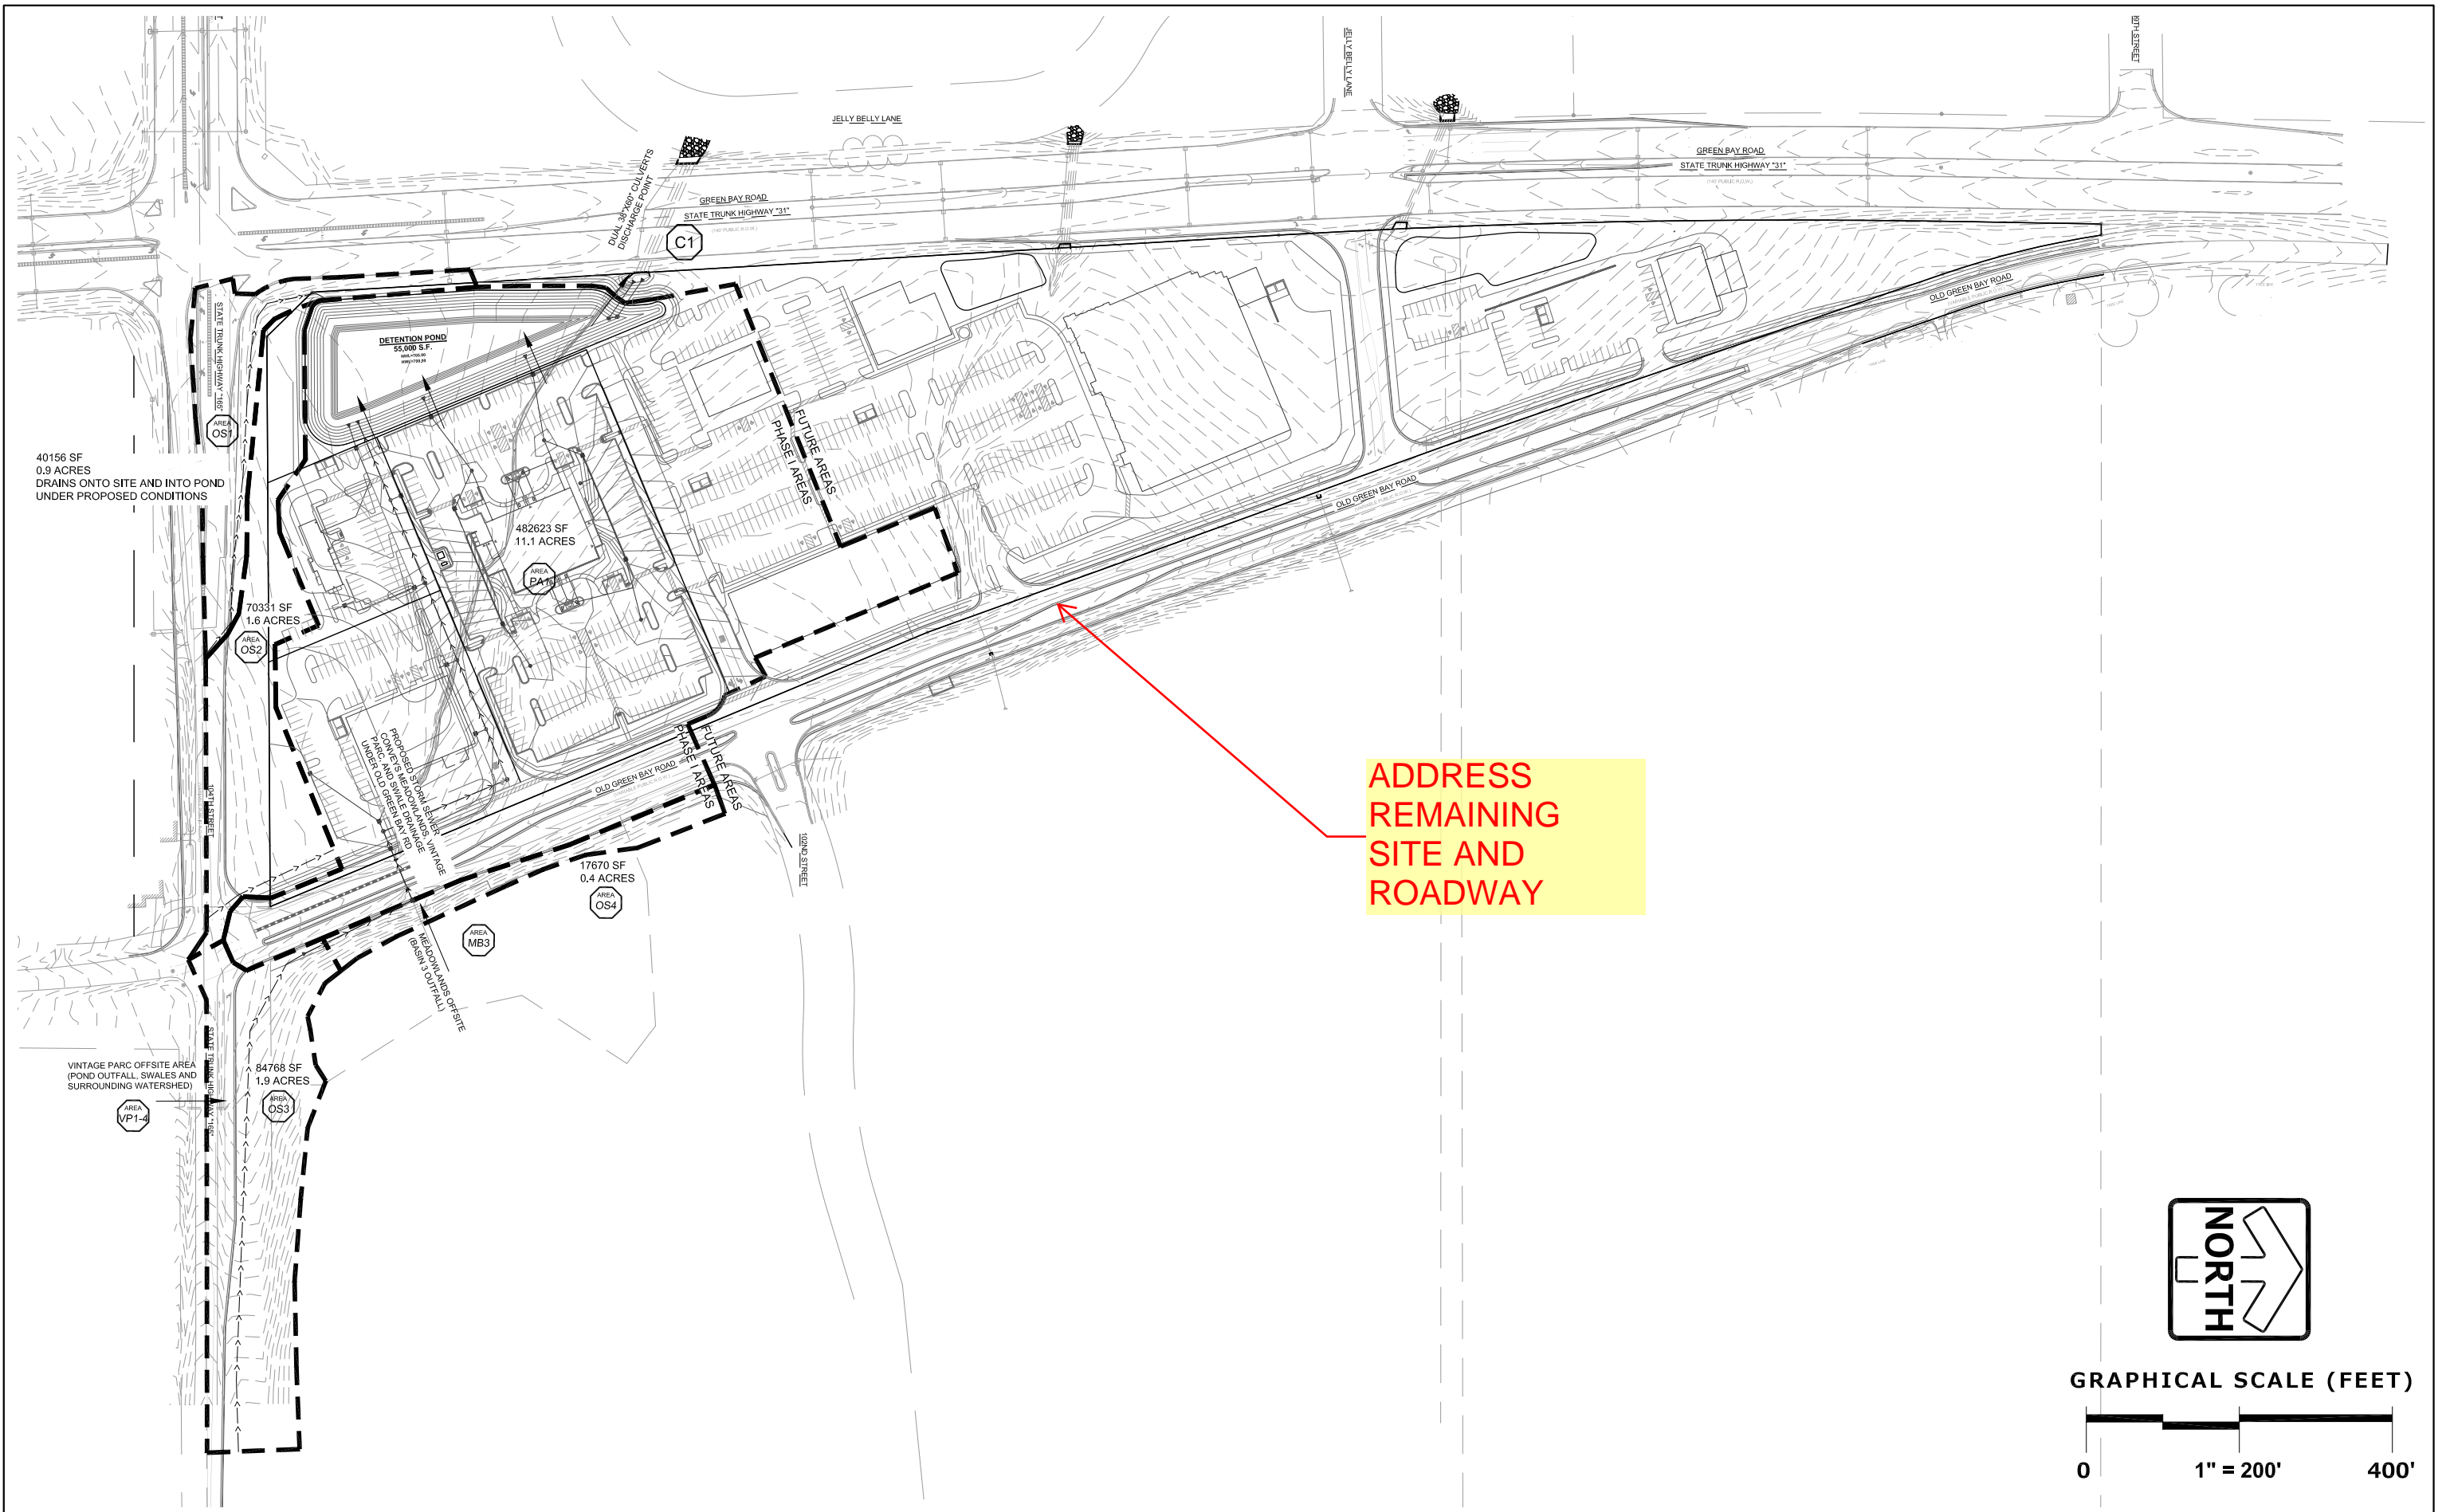 JELLY BELLY LANE
JELLY BELLY LANE
GREEN BAY ROAD
STATE TRUNK HIGHWAY "31"
(140' PUBLIC R.O.W.)
GREEN BAY ROAD
STATE TRUNK HIGHWAY "31"
(140' PUBLIC R.O.W.)
DUAL 38"X60" CULVERTS
DISCHARGE POINT
C1
OLD GREEN BAY ROAD
STATE TRUNK HIGHWAY "165"
DETENTION POND
55,000 S.F.
AREA
OS1
40156 SF
0.9 ACRES
DRAINS ONTO SITE AND INTO POND
UNDER PROPOSED CONDITIONS
FUTURE AREAS
PHASE I AREAS
OLD GREEN BAY ROAD
482623 SF
11.1 ACRES
AREA
PA1
70331 SF
1.6 ACRES
AREA
OS2
PROPOSED STORM SEWER
CONVEYS MEADOWLANDS, VINTAGE
PARC, AND SWALE DRAINAGE
UNDER OLD GREEN BAY RD
FUTURE AREAS
PHASE I AREAS
OLD GREEN BAY ROAD
104TH STREET
102ND STREET
ADDRESS
REMAINING
SITE AND
ROADWAY
17670 SF
0.4 ACRES
AREA
OS4
AREA
MB3
MEADOWLANDS OFFSITE
(BASIN 3 OUTFALL)
VINTAGE PARC OFFSITE AREA
(POND OUTFALL, SWALES AND
SURROUNDING WATERSHED)
AREA
VP1-4
STATE TRUNK HIGHWAY "165"
84768 SF
1.9 ACRES
AREA
OS3
NORTH
GRAPHICAL SCALE (FEET)
0
1" = 200'
400'